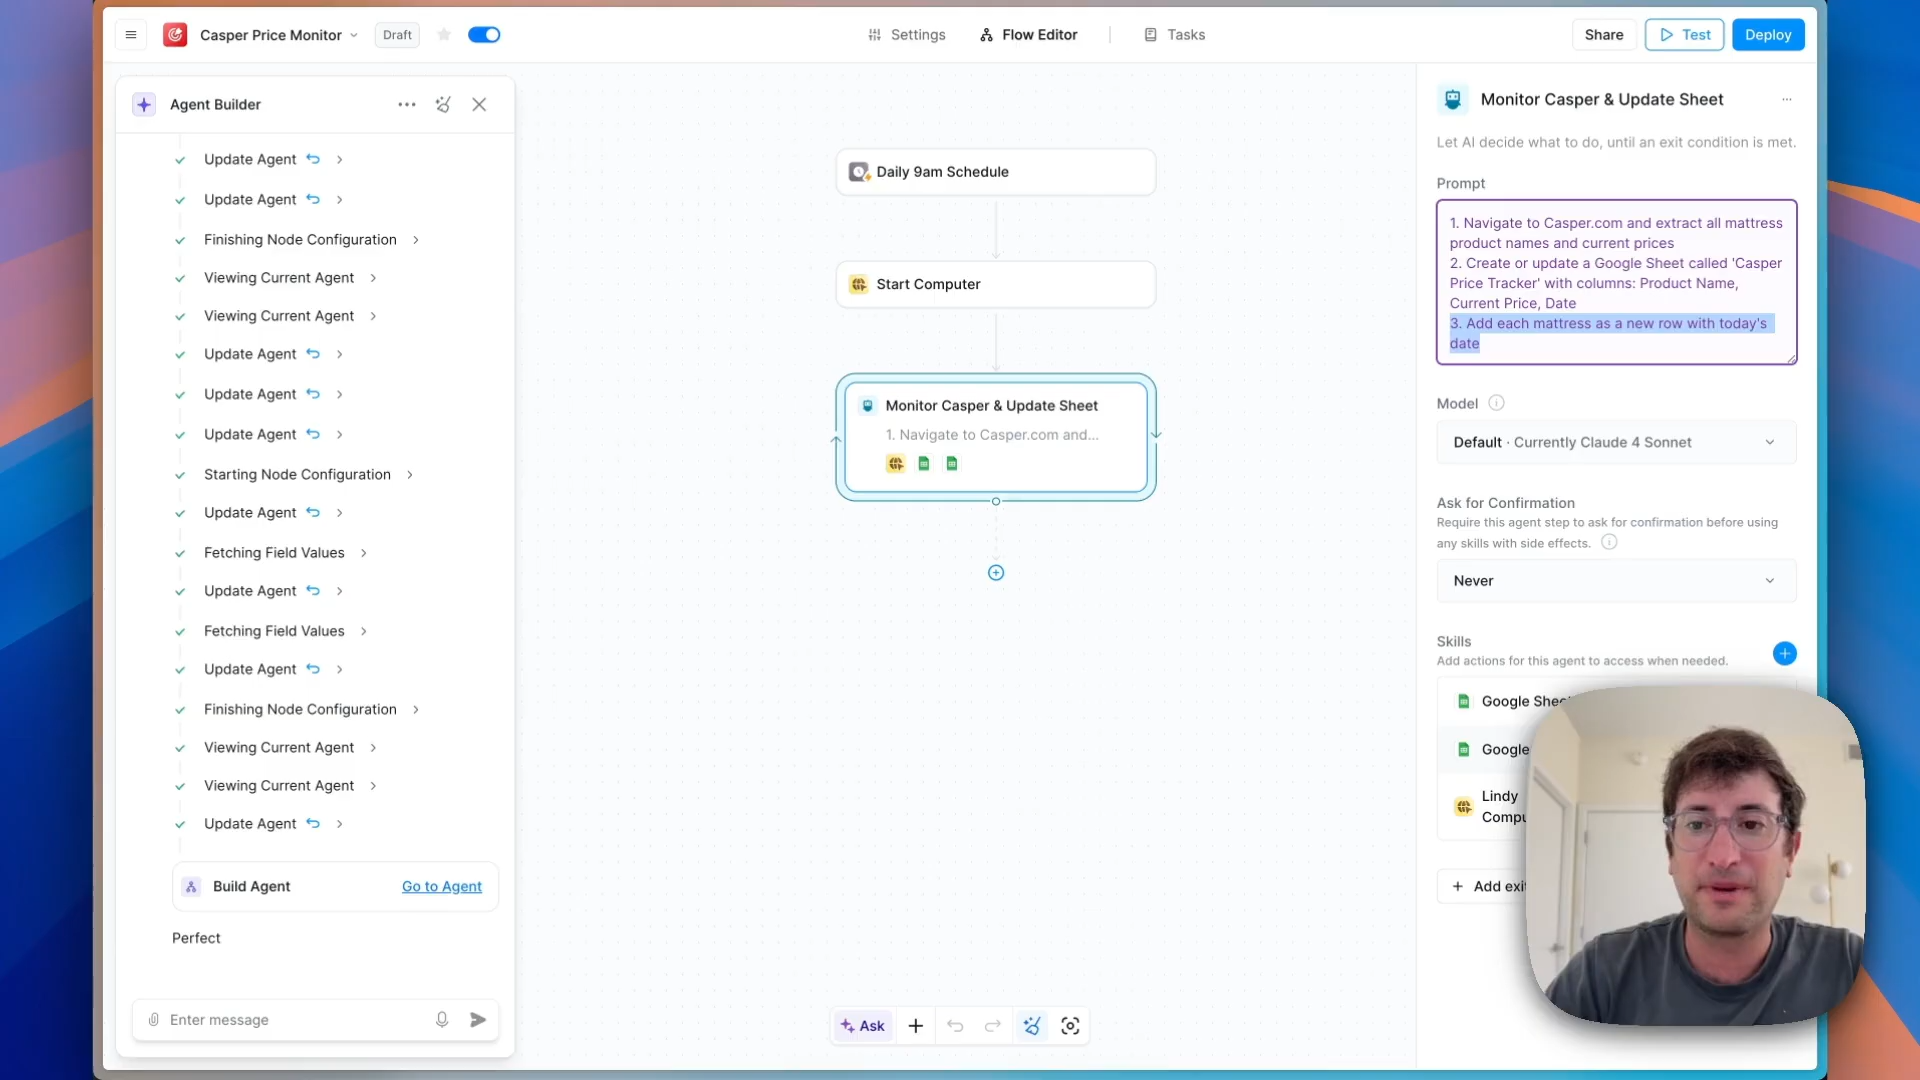 Casper Price Monitor
Draft
Settings
Flow Editor
Tasks
Share
Test
Deploy
Agent Builder
Update Agent
Update Agent
Finishing Node Configuration
Viewing Current Agent
Viewing Current Agent
Update Agent
Update Agent
Update Agent
Starting Node Configuration
Update Agent
Fetching Field Values
Update Agent
Fetching Field Values
Update Agent
Finishing Node Configuration
Viewing Current Agent
Viewing Current Agent
Update Agent
Build Agent
Go to Agent
Perfect
Enter message
Daily 9am Schedule
Start Computer
Monitor Casper & Update Sheet
1. Navigate to Casper.com and...
Ask
Monitor Casper & Update Sheet
Let AI decide what to do, until an exit condition is met.
Prompt
1. Navigate to Casper.com and extract all mattress
product names and current prices
2. Create or update a Google Sheet called 'Casper
Price Tracker' with columns: Product Name,
Current Price, Date
3. Add each mattress as a new row with today's
date
Model
Default · Currently Claude 4 Sonnet
Ask for Confirmation
Require this agent step to ask for confirmation before using
any skills with side effects.
Never
Skills
Add actions for this agent to access when needed.
Google
Google
Lindy
Add